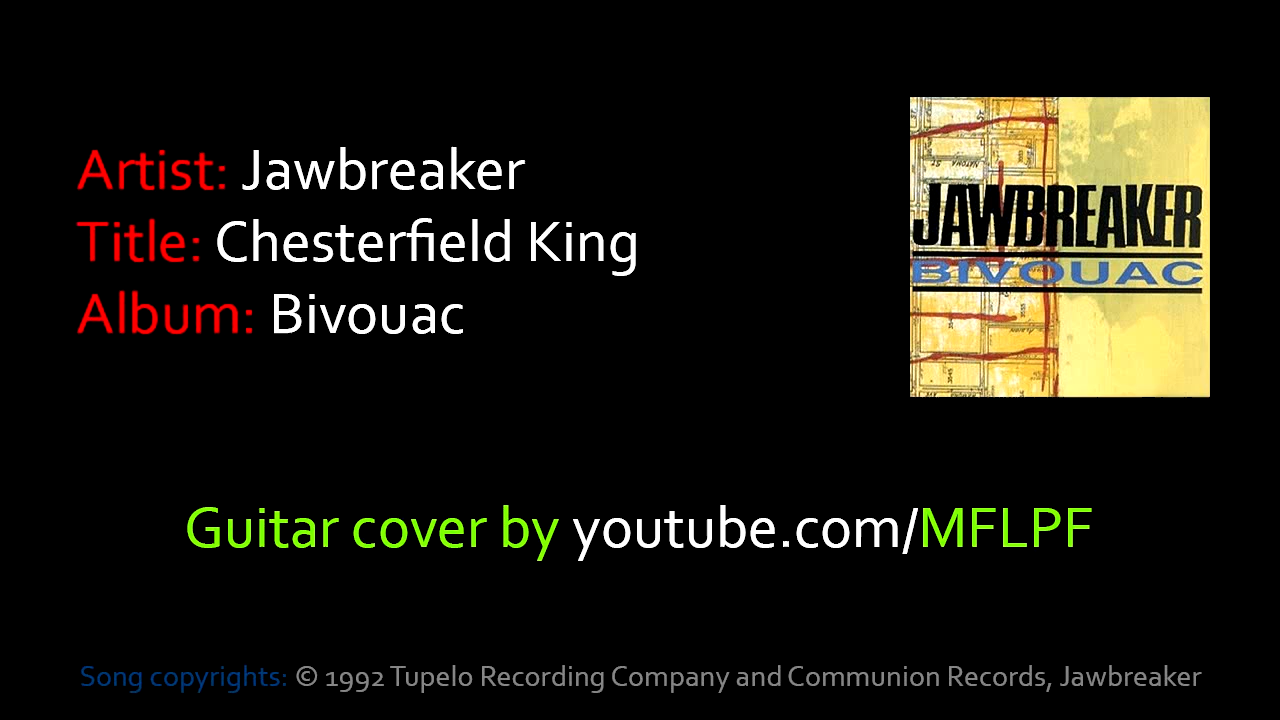 Artist: Jawbreaker
Title: Chesterfield King
Album: Bivouac
JAWBREAKER
BIVOUAC
Guitar cover by youtube.com/MFLPF
Song copyrights: © 1992 Tupelo Recording Company and Communion Records, Jawbreaker